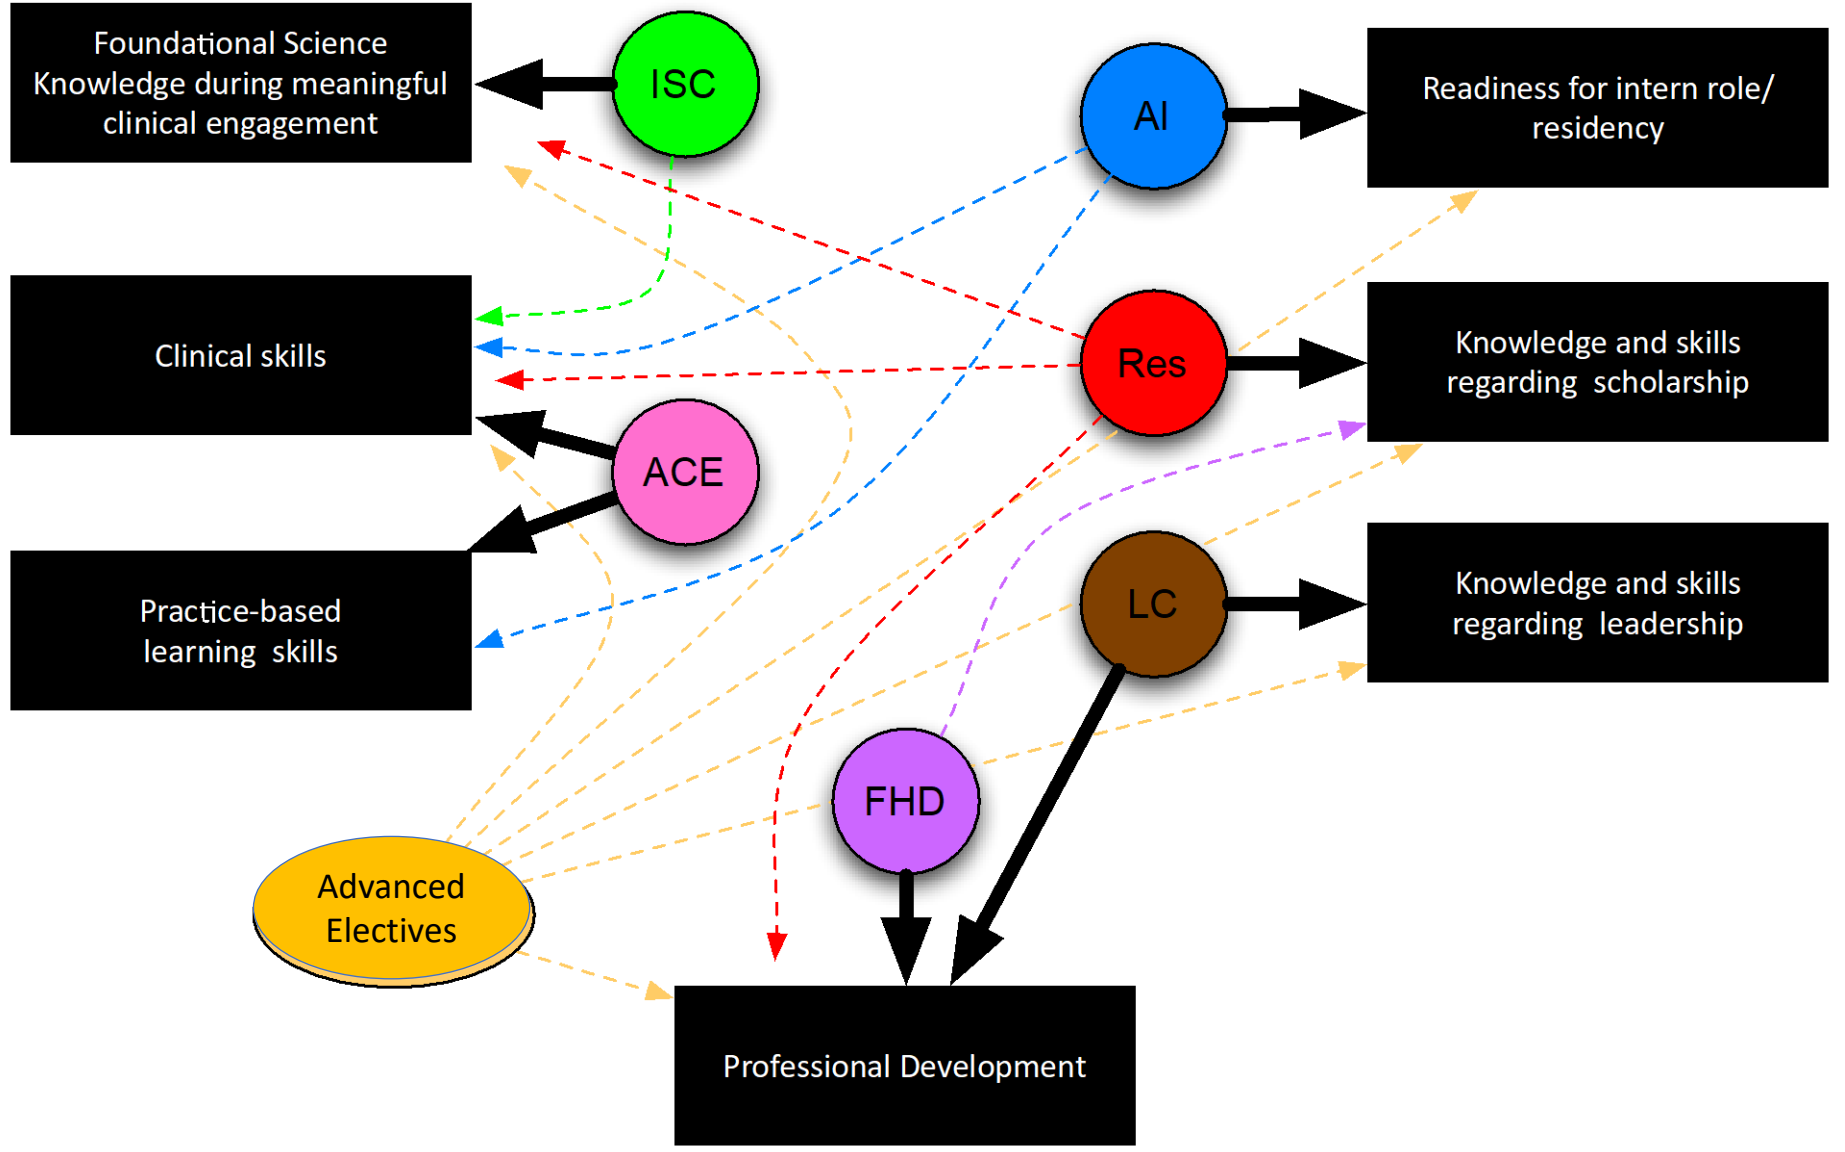 Foundational Science
Knowledge during meaningful
clinical engagement
ISC
AI
Readiness for intern role/
residency
Clinical skills
Res
Knowledge and skills
regarding scholarship
ACE
Practice-based
learning skills
LC
Knowledge and skills
regarding leadership
FHD
Advanced
Electives
Professional Development